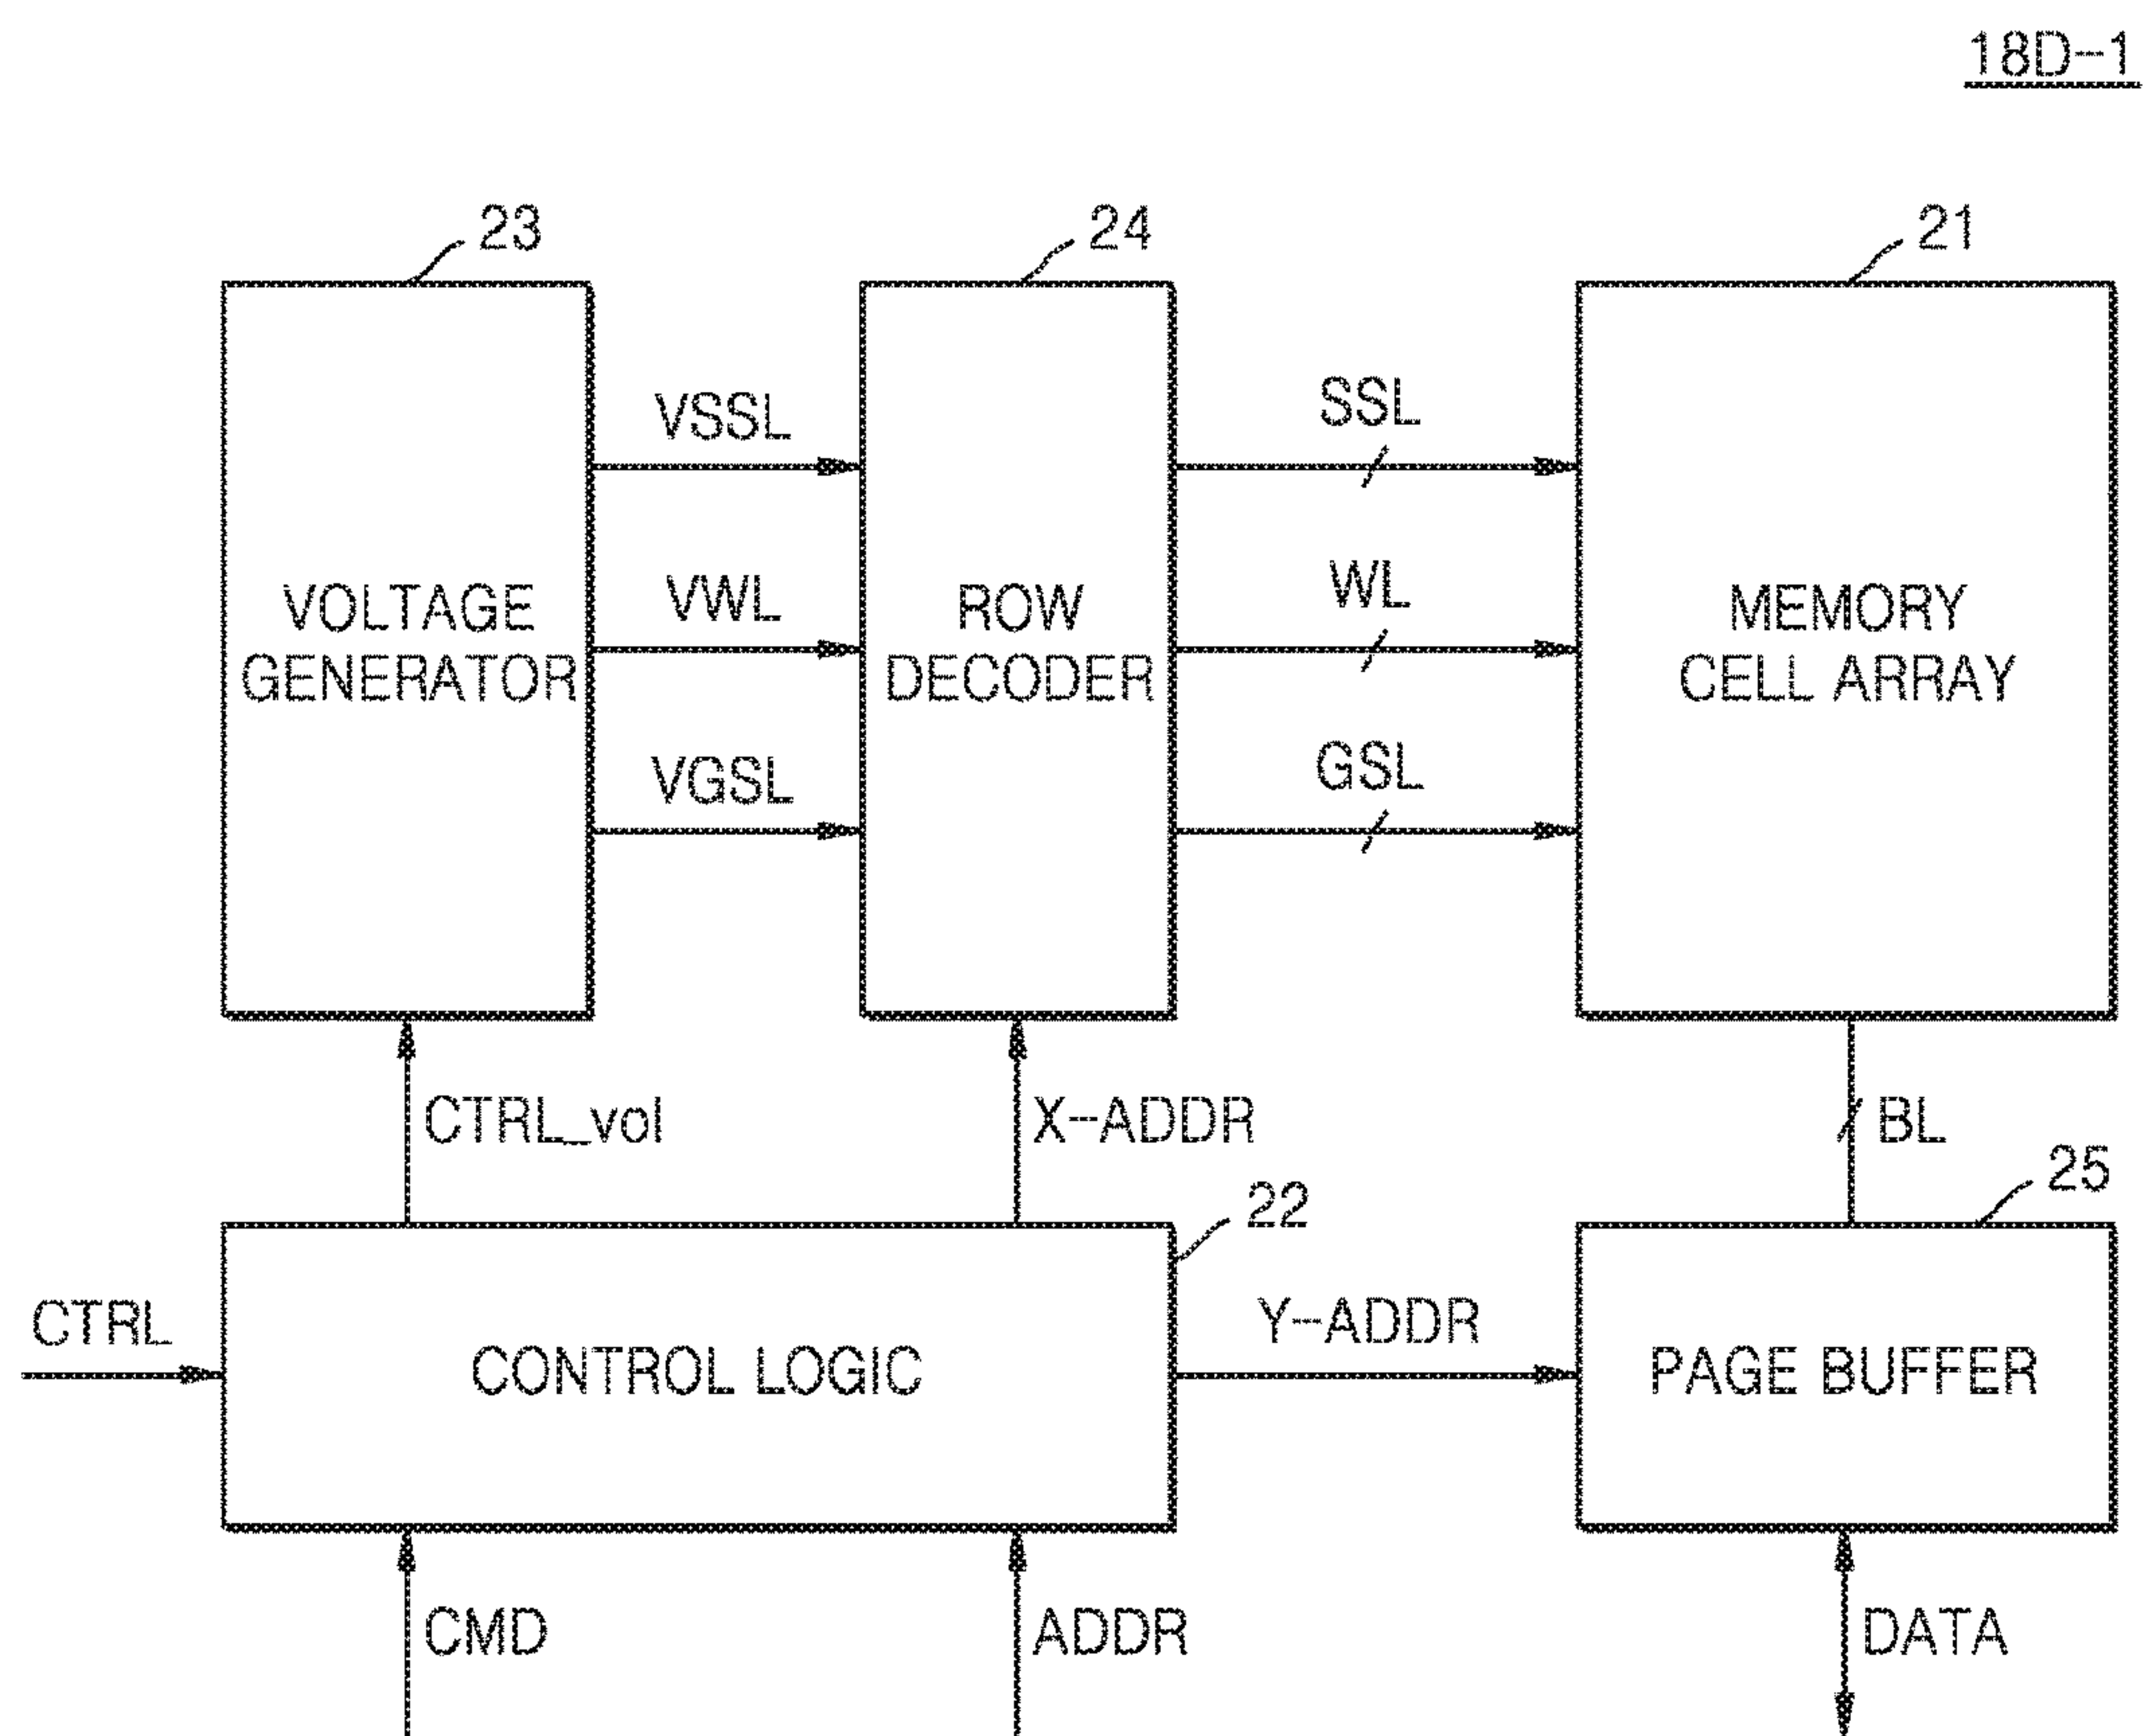 18D-1
23
24
21
VSSL
SSL
VOLTAGE
GENERATOR
VWL
ROW
DECODER
WL
MEMORY
CELL ARRAY
VGSL
GSL
CTRL_vol
X-ADDR
BL
25
22
CTRL
CONTROL LOGIC
Y-ADDR
PAGE BUFFER
CMD
ADDR
DATA